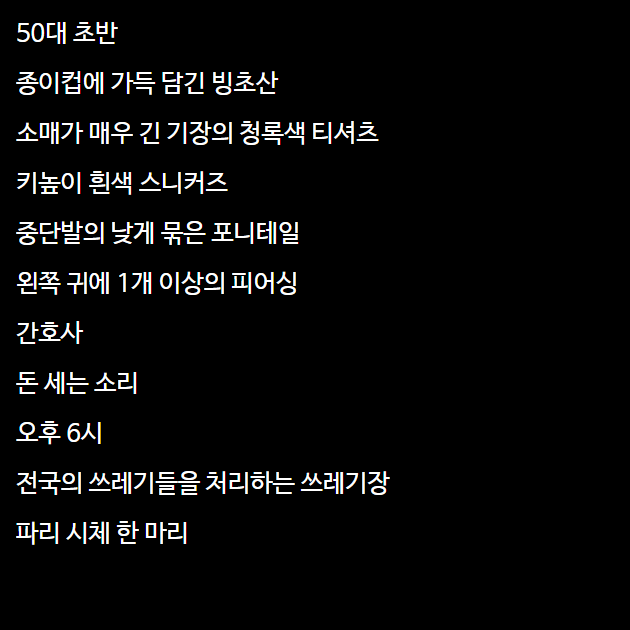 50대 초반
종이컵에 가득 담긴 빙초산
소매가 매우 긴 기장의 청록색 티셔츠
키높이 흰색 스니커즈
중단발의 낮게 묶은 포니테일
왼쪽 귀에 1개 이상의 피어싱
간호사
돈 세는 소리
오후 6시
전국의 쓰레기들을 처리하는 쓰레기장
파리 시체 한 마리